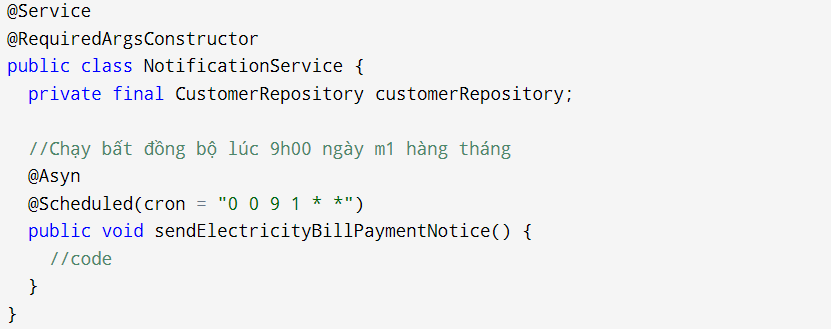 @Service
@RequiredArgsConstructor
public class NotificationService {
  private final CustomerRepository customerRepository;

  //Chạy bất đồng bộ lúc 9h00 ngày m1 hàng tháng
  @Asyn
  @Scheduled(cron = "0 0 9 1 * *")
  public void sendElectricityBillPaymentNotice() {
    //code
  }
}